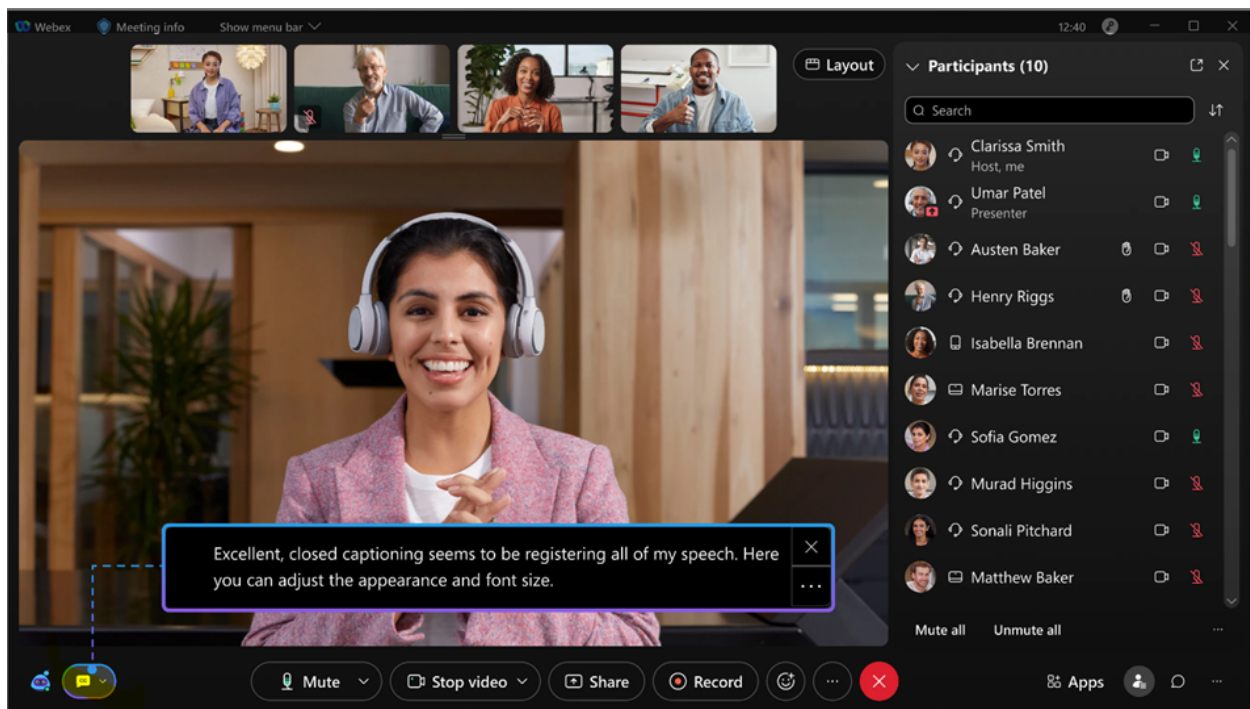 Webex
Meeting info
Show menu bar
12:40
Layout
Participants (10)
Search
Clarissa Smith
Host, me
Umar Patel
Presenter
Austen Baker
Henry Riggs
Isabella Brennan
Marise Torres
Sofia Gomez
Murad Higgins
Sonali Pitchard
Matthew Baker
Mute all
Unmute all
Excellent, closed captioning seems to be registering all of my speech. Here
you can adjust the appearance and font size.
CC
Mute
Stop video
Share
Record
Apps